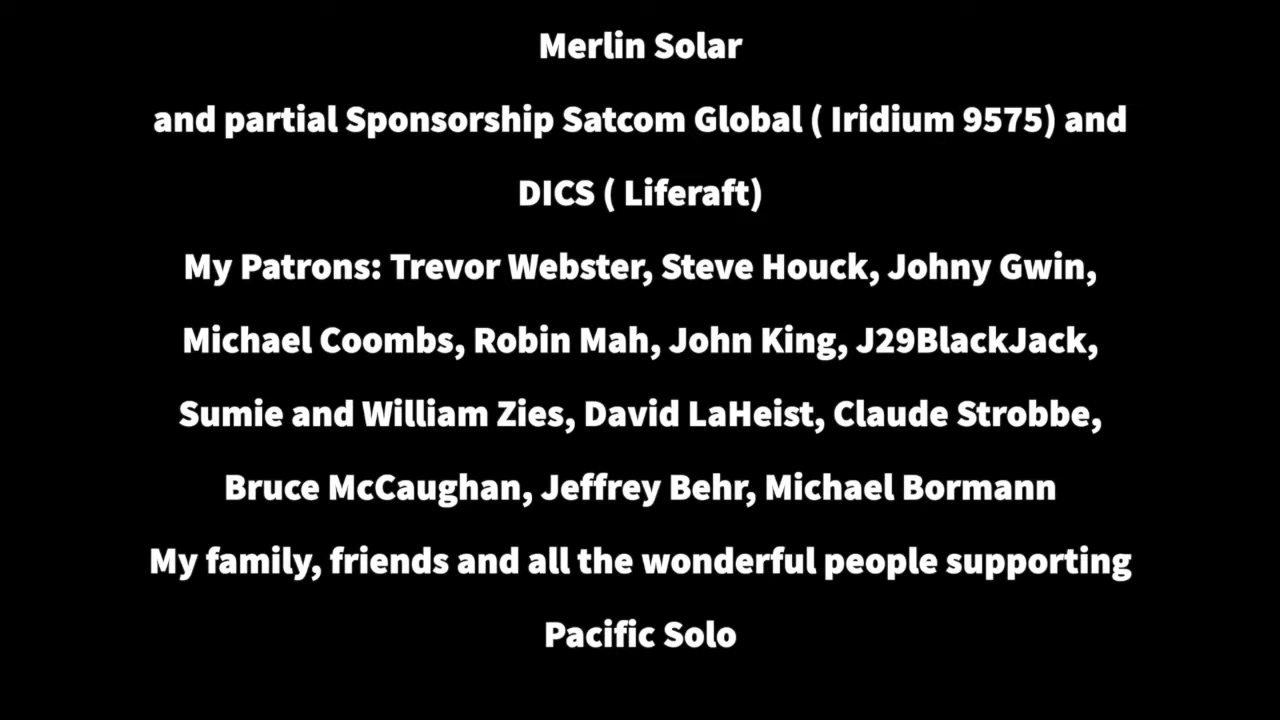 Merlin Solar
and partial Sponsorship Satcom Global ( Iridium 9575) and
DICS ( Liferaft)
My Patrons: Trevor Webster, Steve Houck, Johny Gwin,
Michael Coombs, Robin Mah, John King, J29BlackJack,
Sumie and William Zies, David LaHeist, Claude Strobbe,
Bruce McCaughan, Jeffrey Behr, Michael Bormann
My family, friends and all the wonderful people supporting
Pacific Solo